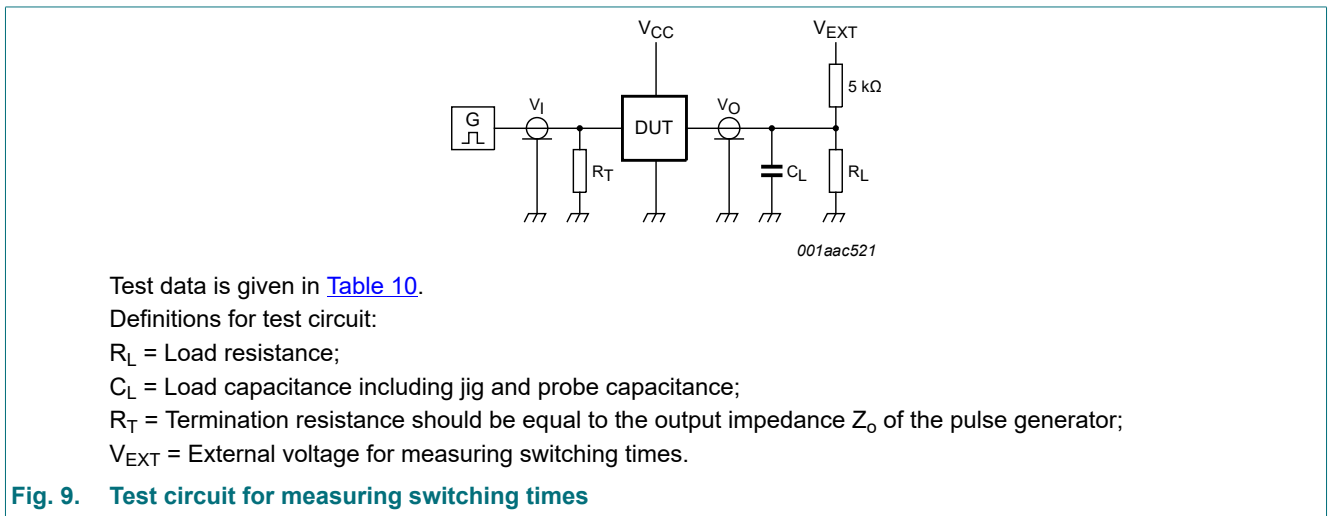 VCC
VEXT
5 kΩ
G
VI
DUT
VO
RT
CL
RL
001aac521
Test data is given in Table 10.
Definitions for test circuit:
RL = Load resistance;
CL = Load capacitance including jig and probe capacitance;
RT = Termination resistance should be equal to the output impedance Zo of the pulse generator;
VEXT = External voltage for measuring switching times.
Fig. 9. Test circuit for measuring switching times